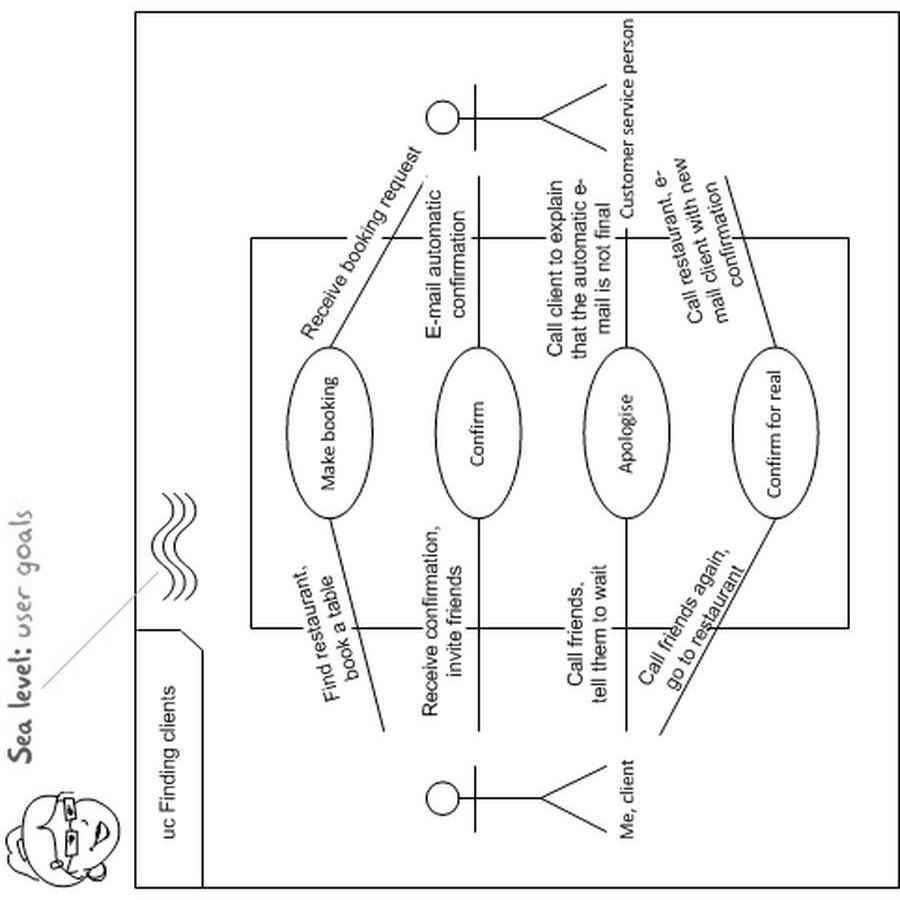 Sea level: user goals
uc Finding clients
Find restaurant,
book a table
Make booking
Receive booking request
Receive confirmation,
invite friends
Confirm
E-mail automatic
confirmation
Call friends,
tell them to wait
Apologise
Call client to explain
that the automatic e-
mail is not final
Me, client
Customer service person
Call friends again,
go to restaurant
Confirm for real
Call restaurant, e-
mail client with new
confirmation